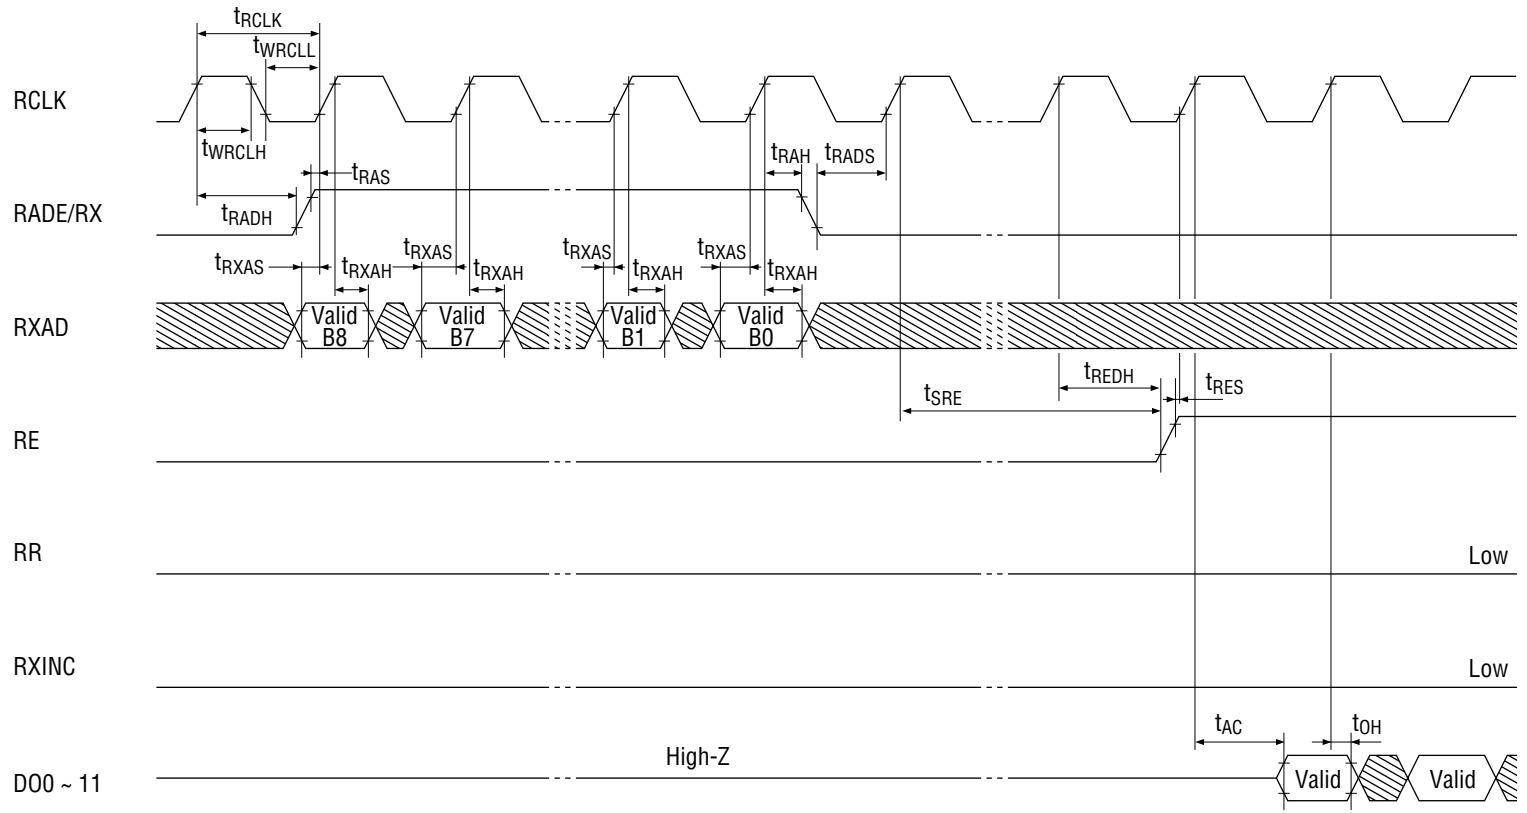 tRCLK
tWRCLL
RCLK
tWRCLH
tRAS
tRAH
tRADS
RADE/RX
tRADH
tRXAS
tRXAH
tRXAS
tRXAH
tRXAS
tRXAH
tRXAS
tRXAH
RXAD
Valid
B8
Valid
B7
Valid
B1
Valid
B0
tREDH
tRES
tSRE
RE
RR
Low
RXINC
Low
tAC
tOH
High-Z
DO0 ~ 11
Valid
Valid